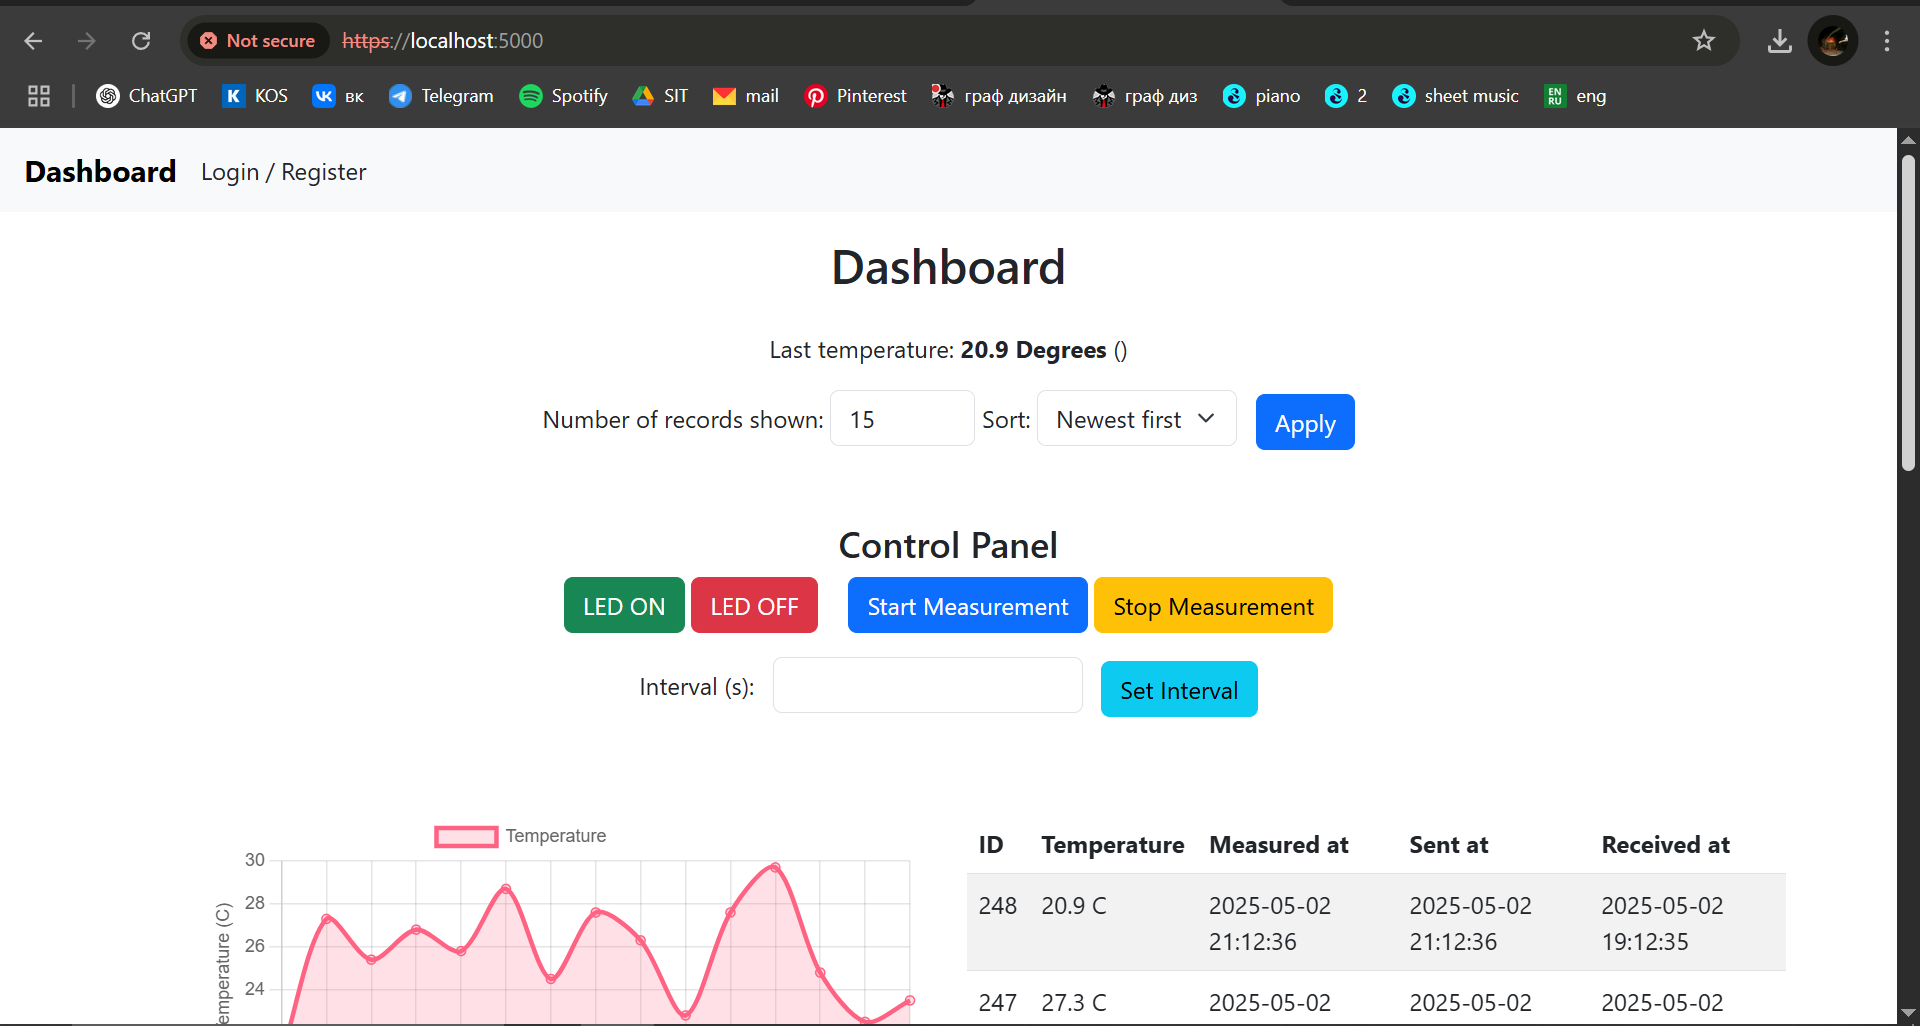 Not secure https://localhost:5000
ChatGPT KOS вк Telegram Spotify SIT mail Pinterest граф дизайн граф диз piano 2 sheet music eng
Dashboard Login / Register
Dashboard
Last temperature: 20.9 Degrees ()
Number of records shown: 15 Sort: Newest first Apply
Control Panel
LED ON LED OFF Start Measurement Stop Measurement
Interval (s): Set Interval
Temperature
30
28
26
24
ID Temperature Measured at Sent at Received at
248 20.9 C 2025-05-02 2025-05-02 2025-05-02
21:12:36 21:12:36 19:12:35
247 27.3 C 2025-05-02 2025-05-02 2025-05-02